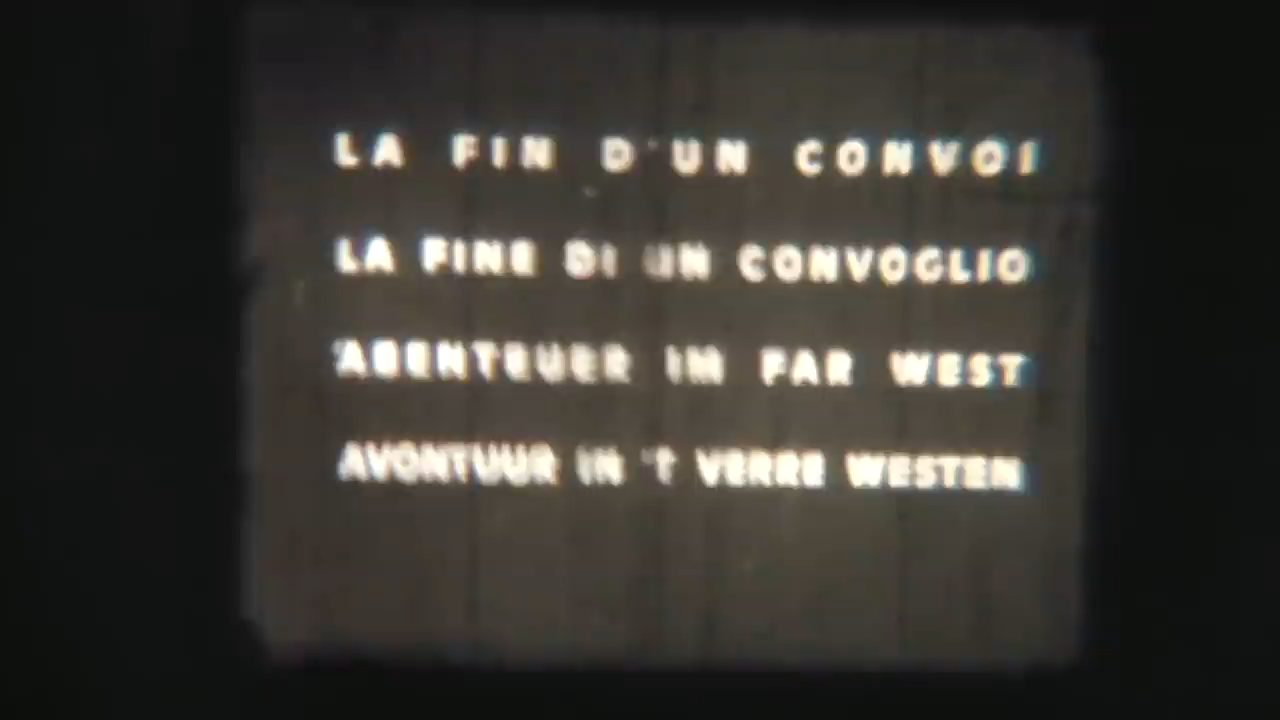 LA FIN D'UN CONVOI
LA FINE DI UN CONVOGLIO
ABENTEUER IM FAR WEST
AVONTUUR IN 'T VERRE WESTEN